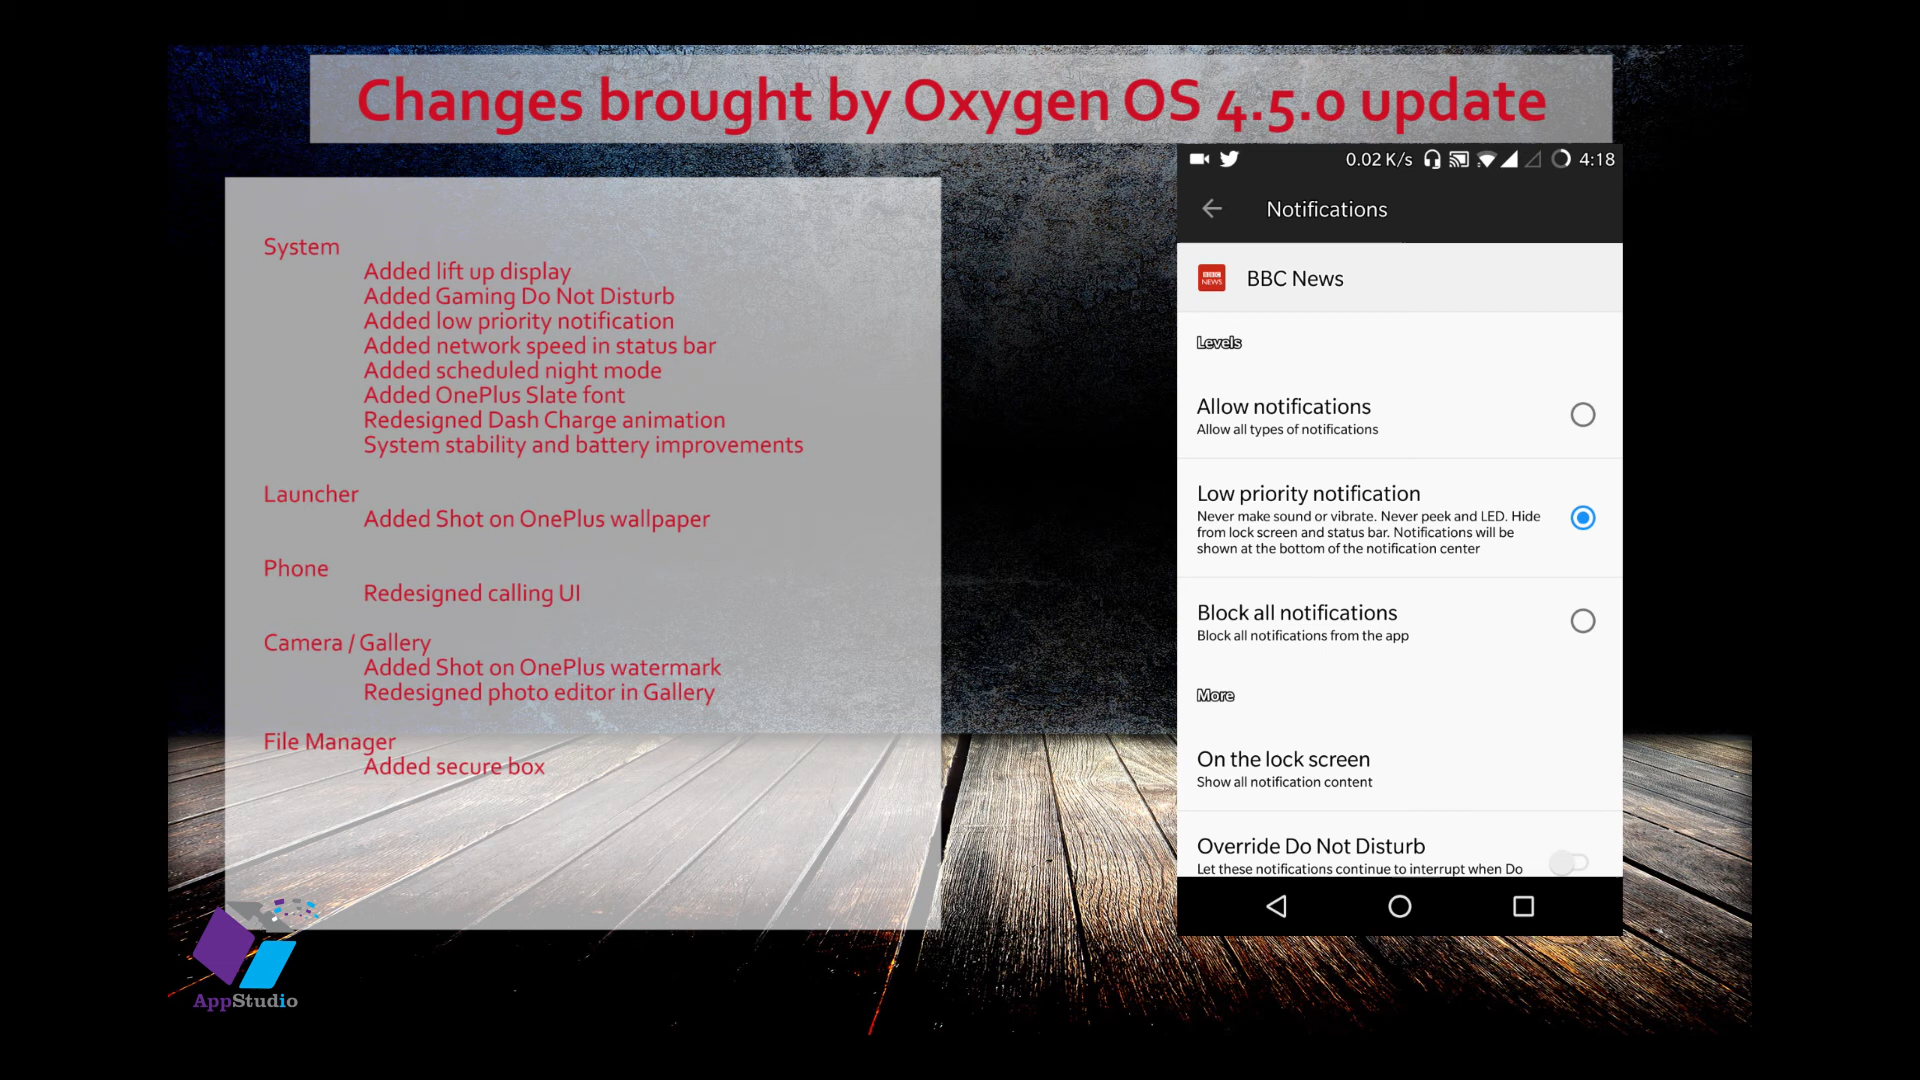 Changes brought by Oxygen OS 4.5.0 update
System
Added lift up display
Added Gaming Do Not Disturb
Added low priority notification
Added network speed in status bar
Added scheduled night mode
Added OnePlus Slate font
Redesigned Dash Charge animation
System stability and battery improvements
Launcher
Added Shot on OnePlus wallpaper
Phone
Redesigned calling UI
Camera / Gallery
Added Shot on OnePlus watermark
Redesigned photo editor in Gallery
File Manager
Added secure box
AppStudio
0.02 K/s 4:18
Notifications
BBC NEWS
BBC News
Levels
Allow notifications
Allow all types of notifications
Low priority notification
Never make sound or vibrate. Never peek and LED. Hide
from lock screen and status bar. Notifications will be
shown at the bottom of the notification center
Block all notifications
Block all notifications from the app
More
On the lock screen
Show all notification content
Override Do Not Disturb
Let these notifications continue to interrupt when Do